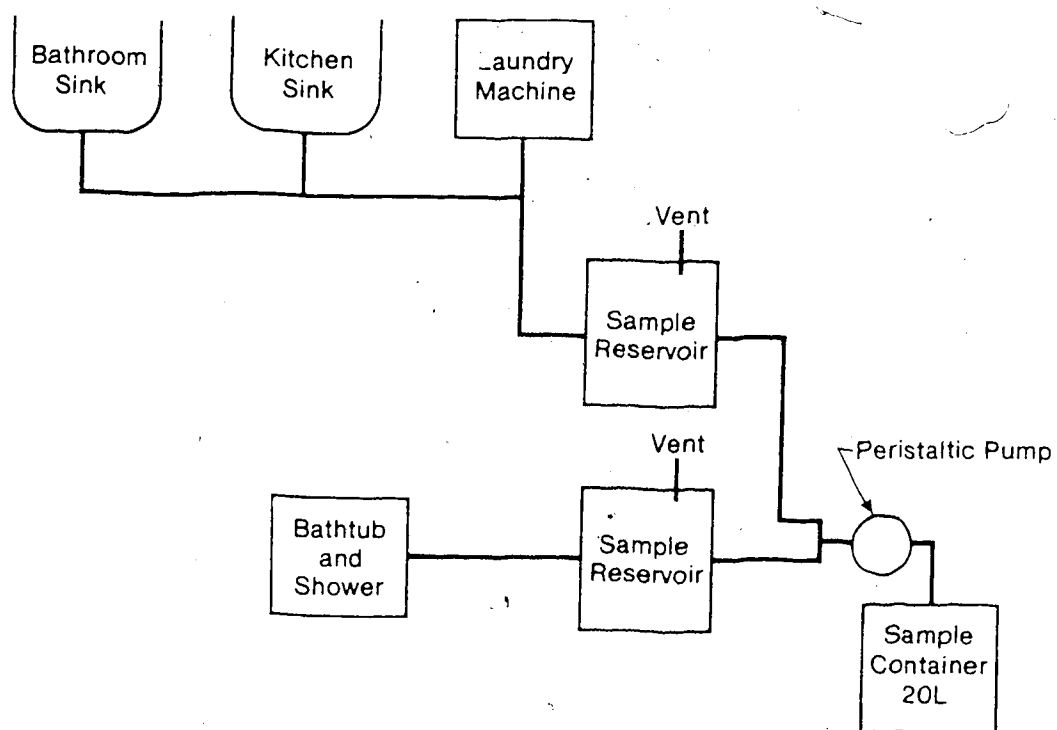 Bathroom
Sink
Kitchen
Sink
Laundry
Machine
Vent
Sample
Reservoir
Vent
Peristaltic Pump
Bathtub
and
Shower
Sample
Reservoir
Sample
Container
20L